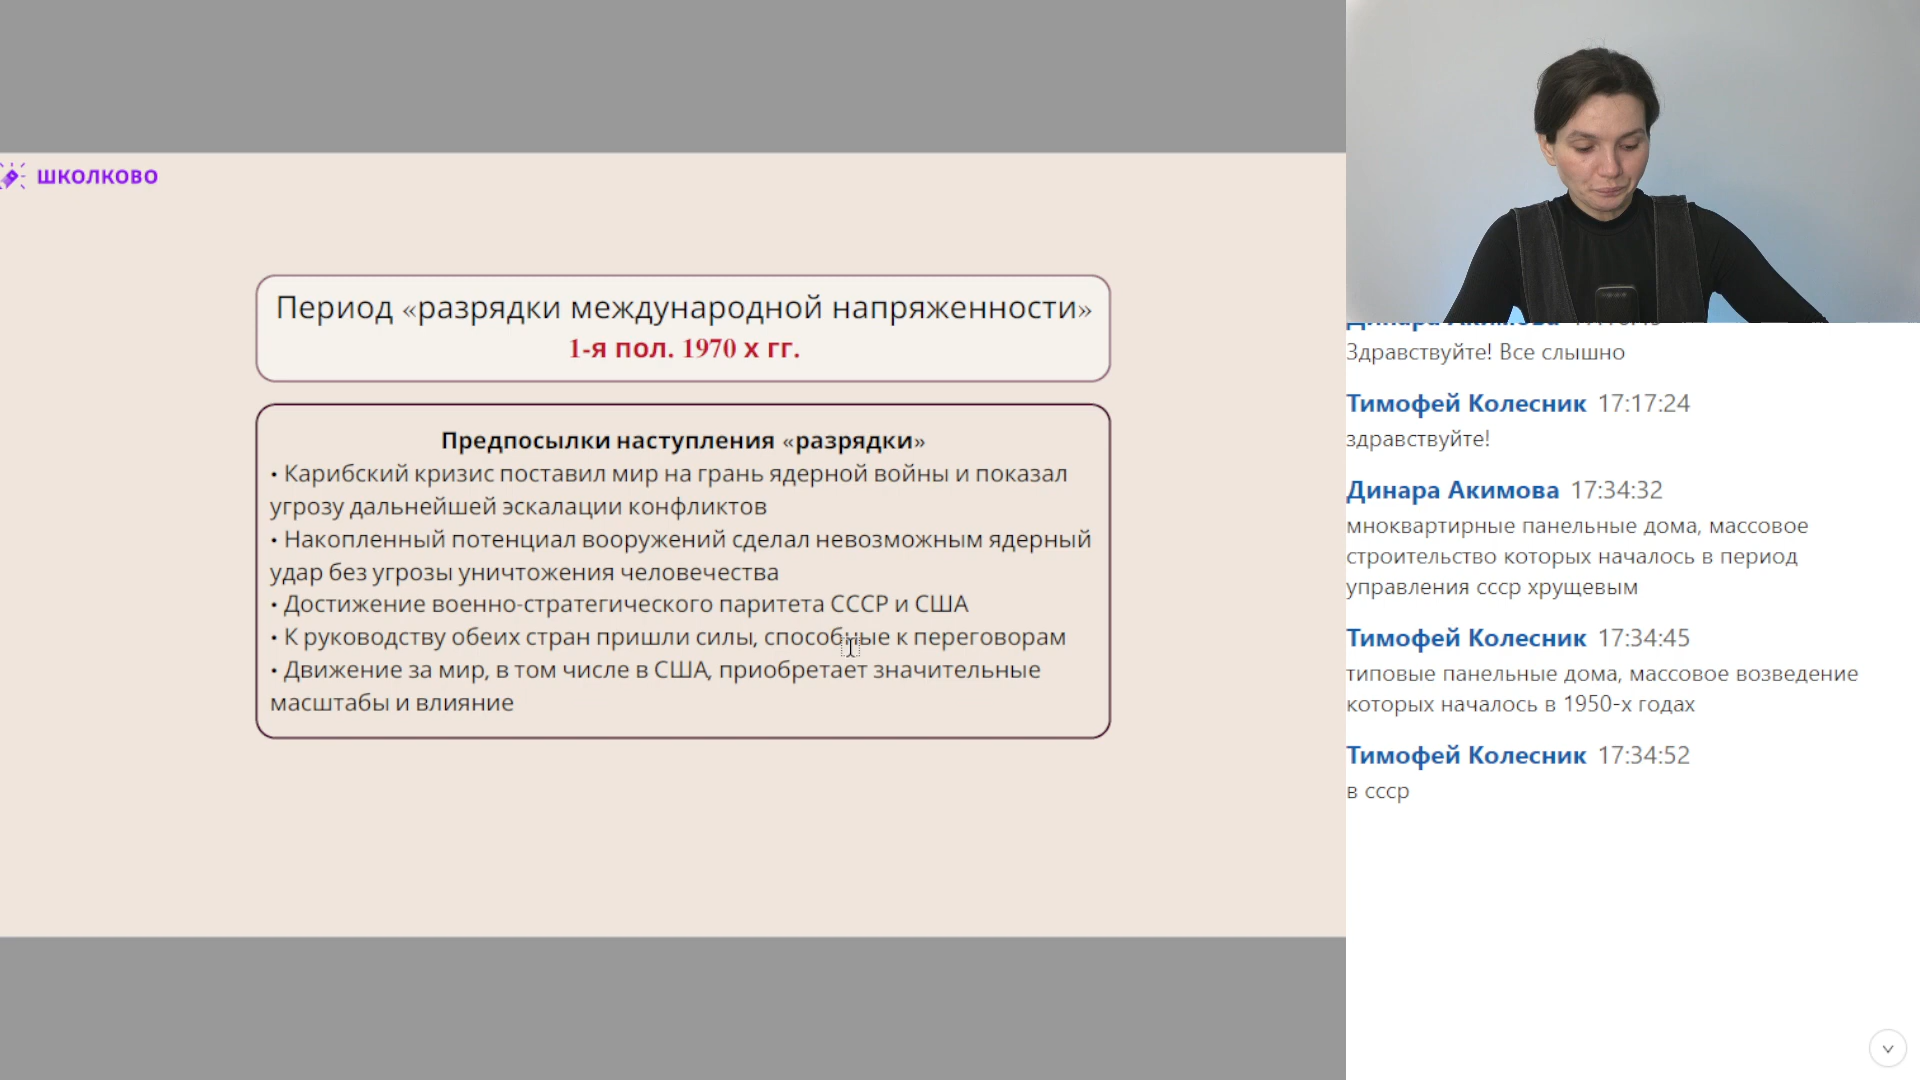 ШКОЛКОВО
Период «разрядки международной напряженности»
1-я пол. 1970 х гг.
Предпосылки наступления «разрядки»
• Карибский кризис поставил мир на грань ядерной войны и показал
угрозу дальнейшей эскалации конфликтов
• Накопленный потенциал вооружений сделал невозможным ядерный
удар без угрозы уничтожения человечества
• Достижение военно-стратегического паритета СССР и США
• К руководству обеих стран пришли силы, способные к переговорам
• Движение за мир, в том числе в США, приобретает значительные
масштабы и влияние
Динара Акимова
Здравствуйте! Все слышно
Тимофей Колесник 17:17:24
здравствуйте!
Динара Акимова 17:34:32
мноквартирные панельные дома, массовое
строительство которых началось в период
управления ссср хрущевым
Тимофей Колесник 17:34:45
типовые панельные дома, массовое возведение
которых началось в 1950-х годах
Тимофей Колесник 17:34:52
в ссср